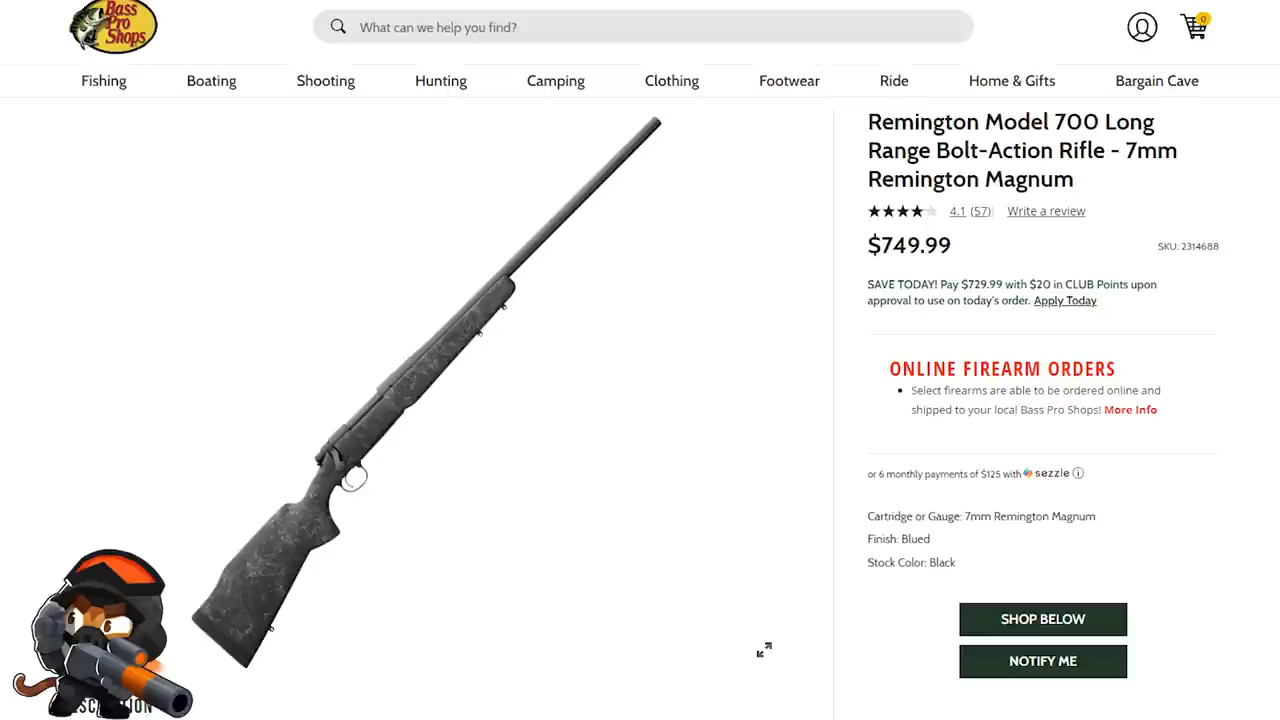 Bass
Pro
Shops
What can we help you find?
0
Fishing
Boating
Shooting
Hunting
Camping
Clothing
Footwear
Ride
Home & Gifts
Bargain Cave
Remington Model 700 Long
Range Bolt-Action Rifle - 7mm
Remington Magnum
4.1 (57) Write a review
$749.99
SKU: 2314688
SAVE TODAY! Pay $729.99 with $20 in CLUB Points upon
approval to use on today's order. Apply Today
ONLINE FIREARM ORDERS
• Select firearms are able to be ordered online and
shipped to your local Bass Pro Shops! More Info
or 6 monthly payments of $125 with sezzle
Cartridge or Gauge: 7mm Remington Magnum
Finish: Blued
Stock Color: Black
SHOP BELOW
NOTIFY ME